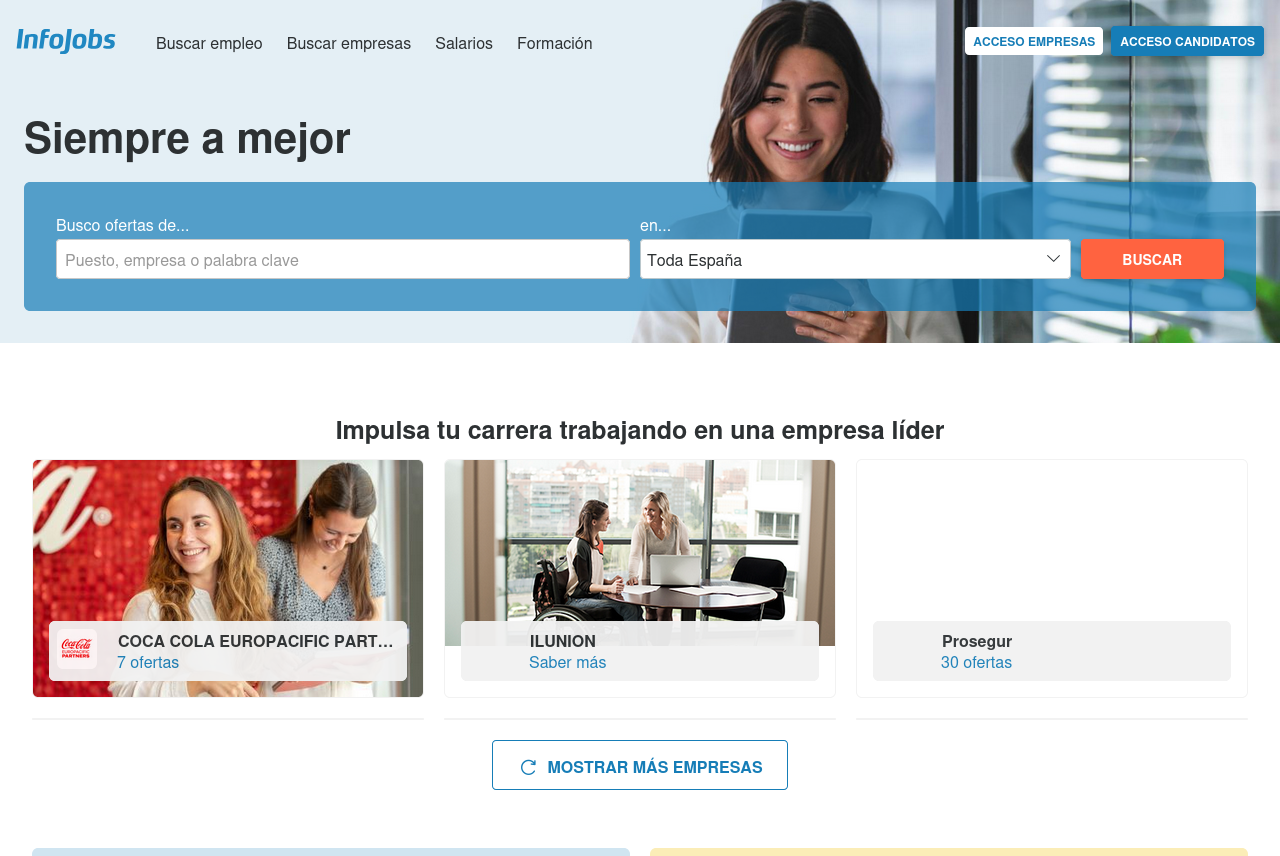 InfoJobs
Buscar empleo
Buscar empresas
Salarios
Formación
ACCESO EMPRESAS
ACCESO CANDIDATOS
Siempre a mejor
Busco ofertas de...
en...
Puesto, empresa o palabra clave
Toda España
BUSCAR
Impulsa tu carrera trabajando en una empresa líder
Coca-Cola
EUROPACIFIC
PARTNERS
COCA COLA EUROPACIFIC PART...
7 ofertas
ILUNION
Saber más
Prosegur
30 ofertas
MOSTRAR MÁS EMPRESAS